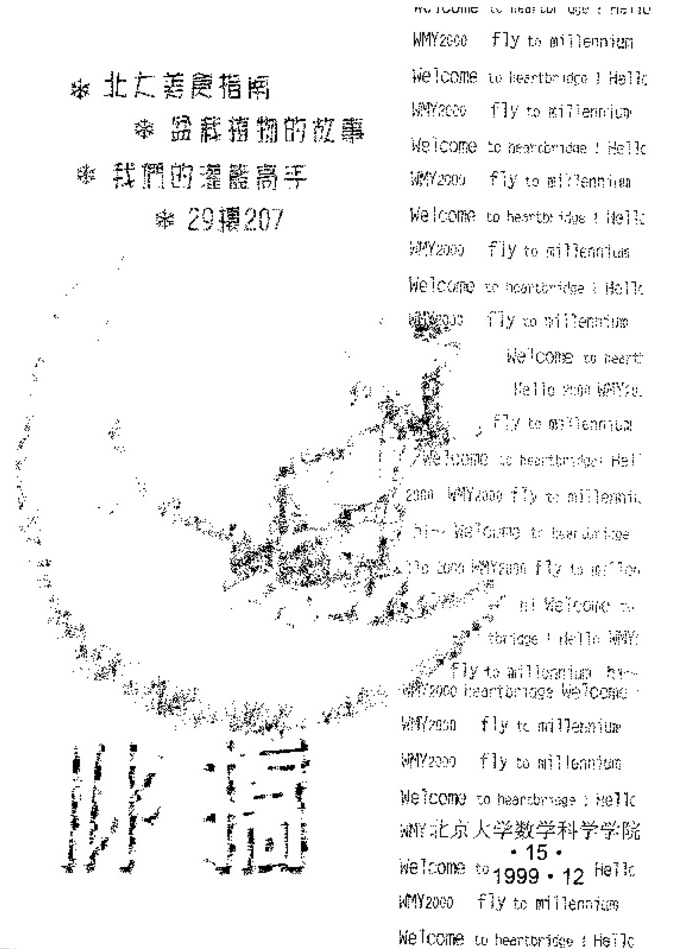 ❄ 北大美食指南
❄ 盆栽植物的故事
❄ 我們的灌籃高手
❄ 29樓207
Welcome to heartbridge ! Hello
WMY2000 fly to millennium
Welcome to heartbridge ! Hello
WMY2000 fly to millennium
Welcome to heartbridge ! Hello
WMY2000 fly to millennium
Welcome to heartbridge ! Hello
WMY2000 fly to millennium
Welcome to heartbridge ! Hello
WMY2000 fly to millennium
Welcome to heart
Hello 2000 WMY20
fly to millennium
Welcome to heartbridge! Hel
2000 WMY2000 fly to millenniu
hi~~ Welcome to heartbridge
llo 2000 WMY2000 fly to millen
hi Welcome to
tbridge ! Hello WMY2
fly to millennium hi~~
WMY2000 heartbridge Welcome
WMY2000 fly to millennium
WMY2000 fly to millennium
Welcome to heartbridge ! Hello
WMY 北京大学数学科学学院
·15·
Welcome to 1999·12 Hello
WMY2000 fly to millennium
Welcome to heartbridge ! Hello